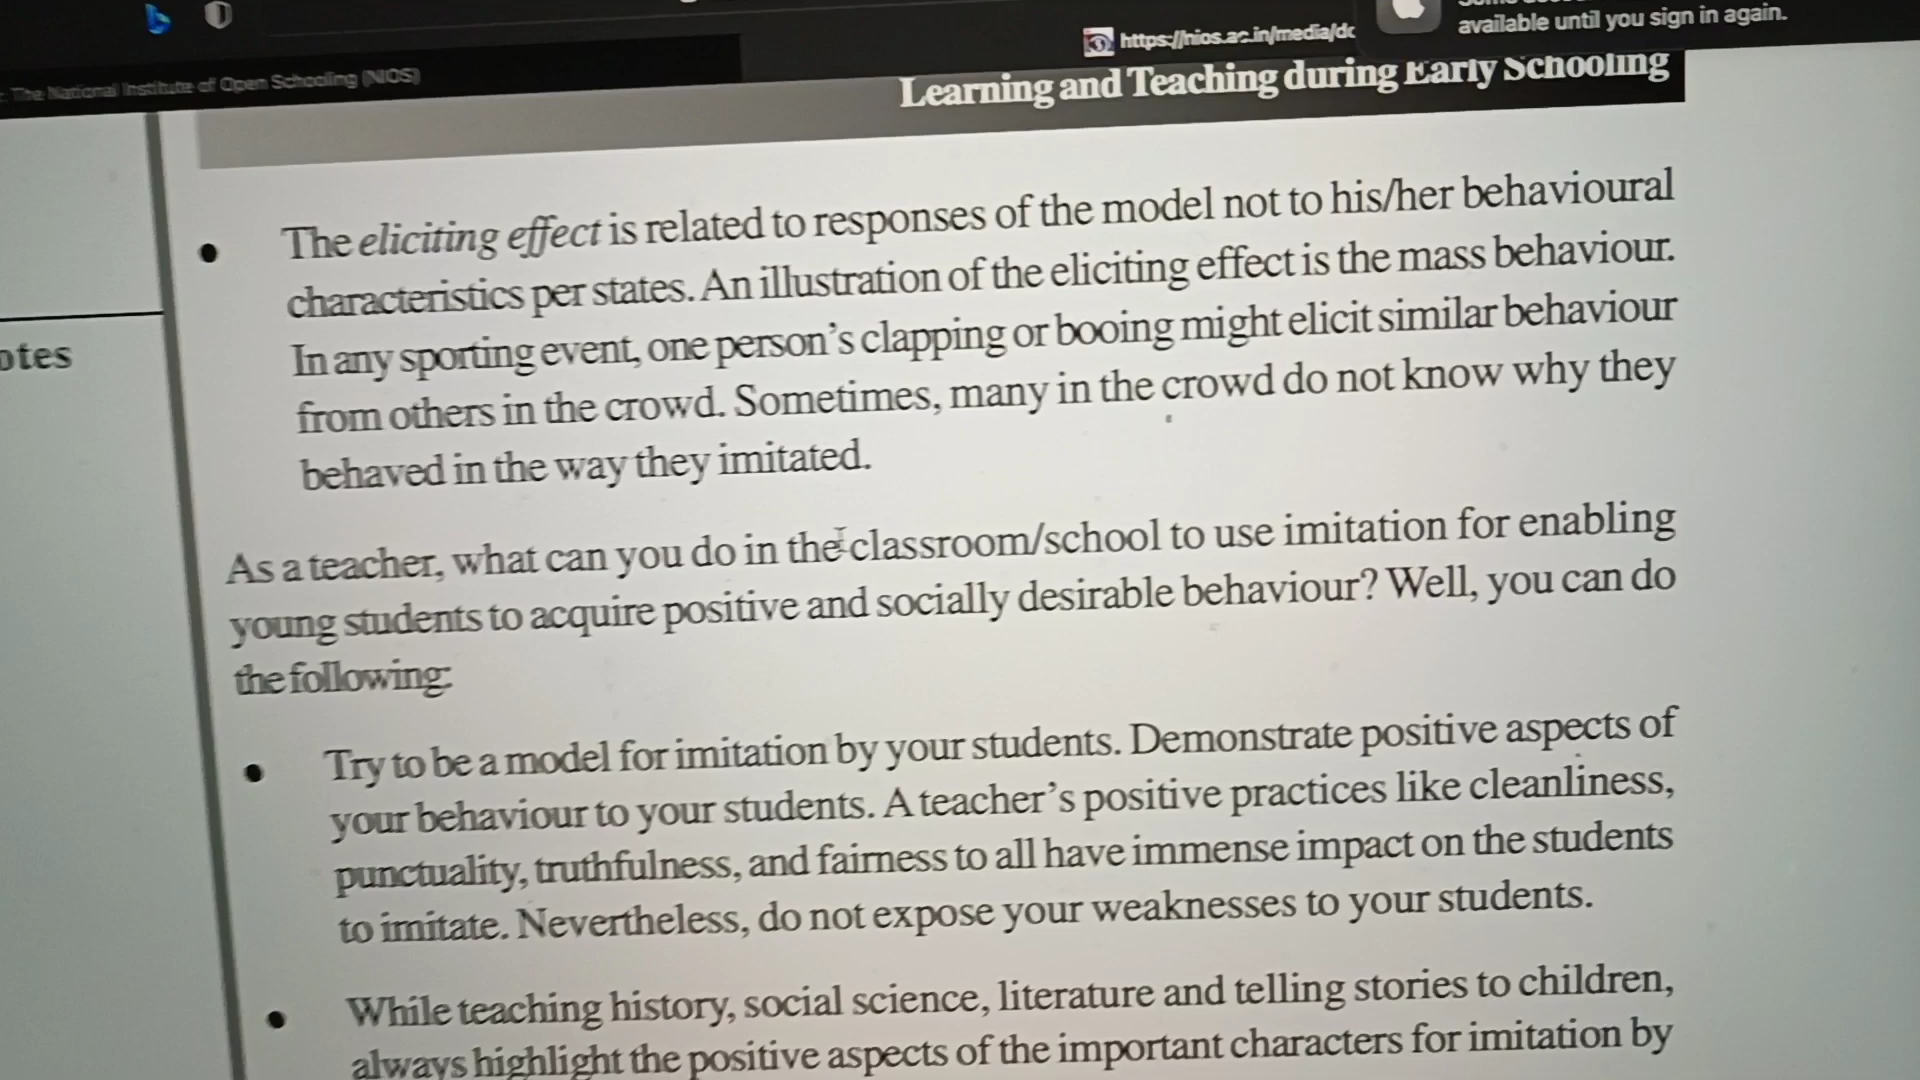 https://nios.ac.in/media/dc
available until you sign in again.
The National Institute of Open Schooling (NIOS)
Learning and Teaching during Early Schooling
otes
• The eliciting effect is related to responses of the model not to his/her behavioural
characteristics per states. An illustration of the eliciting effect is the mass behaviour.
In any sporting event, one person’s clapping or booing might elicit similar behaviour
from others in the crowd. Sometimes, many in the crowd do not know why they
behaved in the way they imitated.
As a teacher, what can you do in the classroom/school to use imitation for enabling
young students to acquire positive and socially desirable behaviour? Well, you can do
the following:
• Try to be a model for imitation by your students. Demonstrate positive aspects of
your behaviour to your students. A teacher’s positive practices like cleanliness,
punctuality, truthfulness, and fairness to all have immense impact on the students
to imitate. Nevertheless, do not expose your weaknesses to your students.
• While teaching history, social science, literature and telling stories to children,
always highlight the positive aspects of the important characters for imitation by